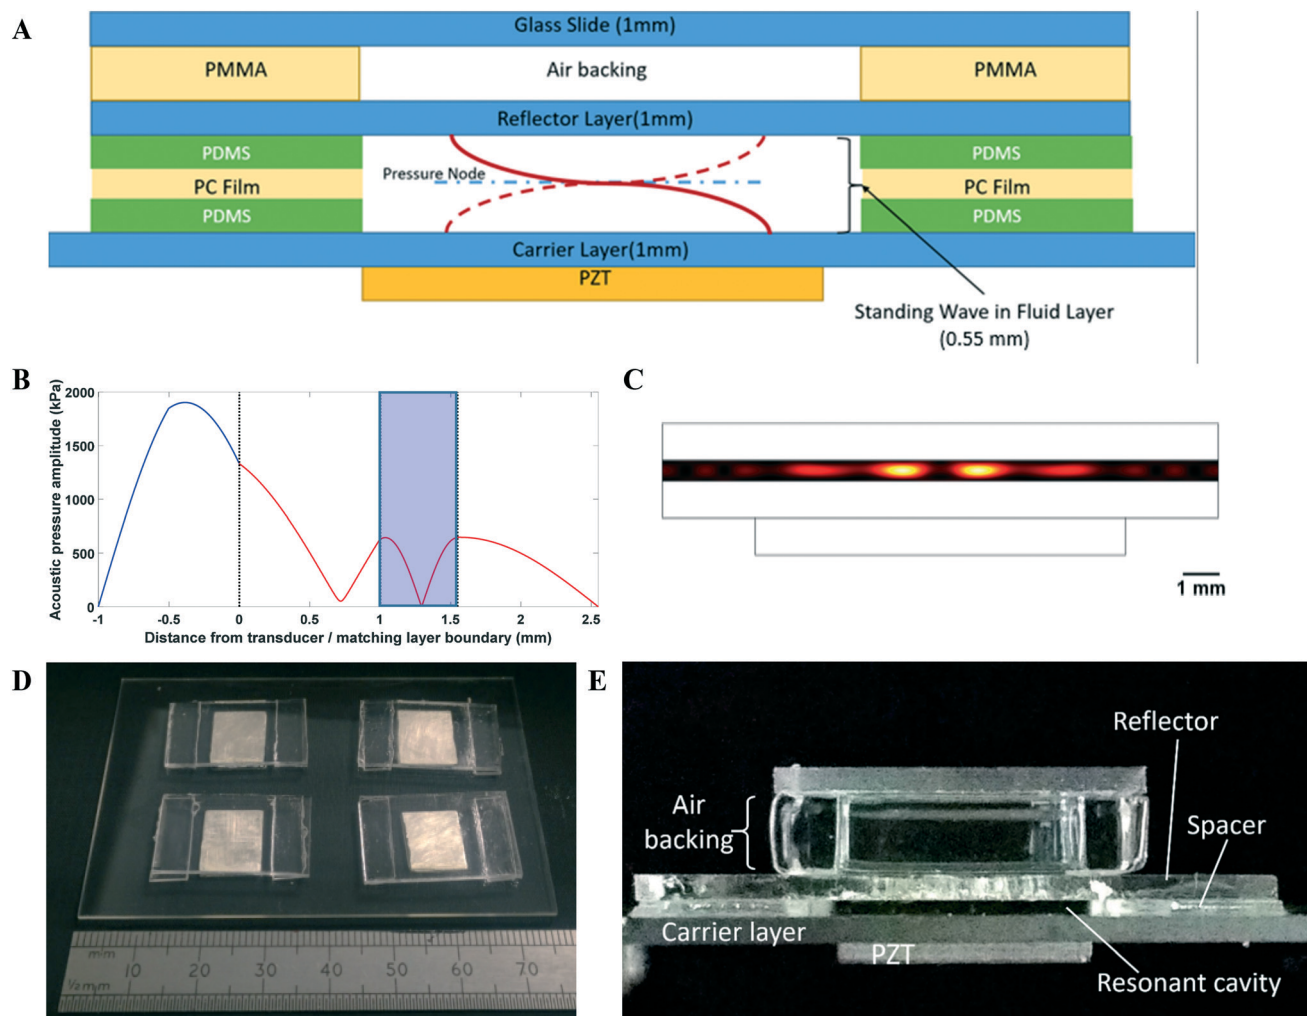 A
Glass Slide (1mm)
PMMA
Air backing
PMMA
Reflector Layer(1mm)
PDMS
PDMS
Pressure Node
PC Film
PC Film
PDMS
PDMS
Carrier Layer(1mm)
PZT
Standing Wave in Fluid Layer
(0.55 mm)
B
Acoustic pressure amplitude (kPa)
2000
1500
1000
500
0
-1
-0.5
0
0.5
1
1.5
2
2.5
Distance from transducer / matching layer boundary (mm)
C
1 mm
D
m/m
10
20
30
40
50
60
70
½ m/m
E
Reflector
Air
backing
Spacer
Carrier layer
PZT
Resonant cavity